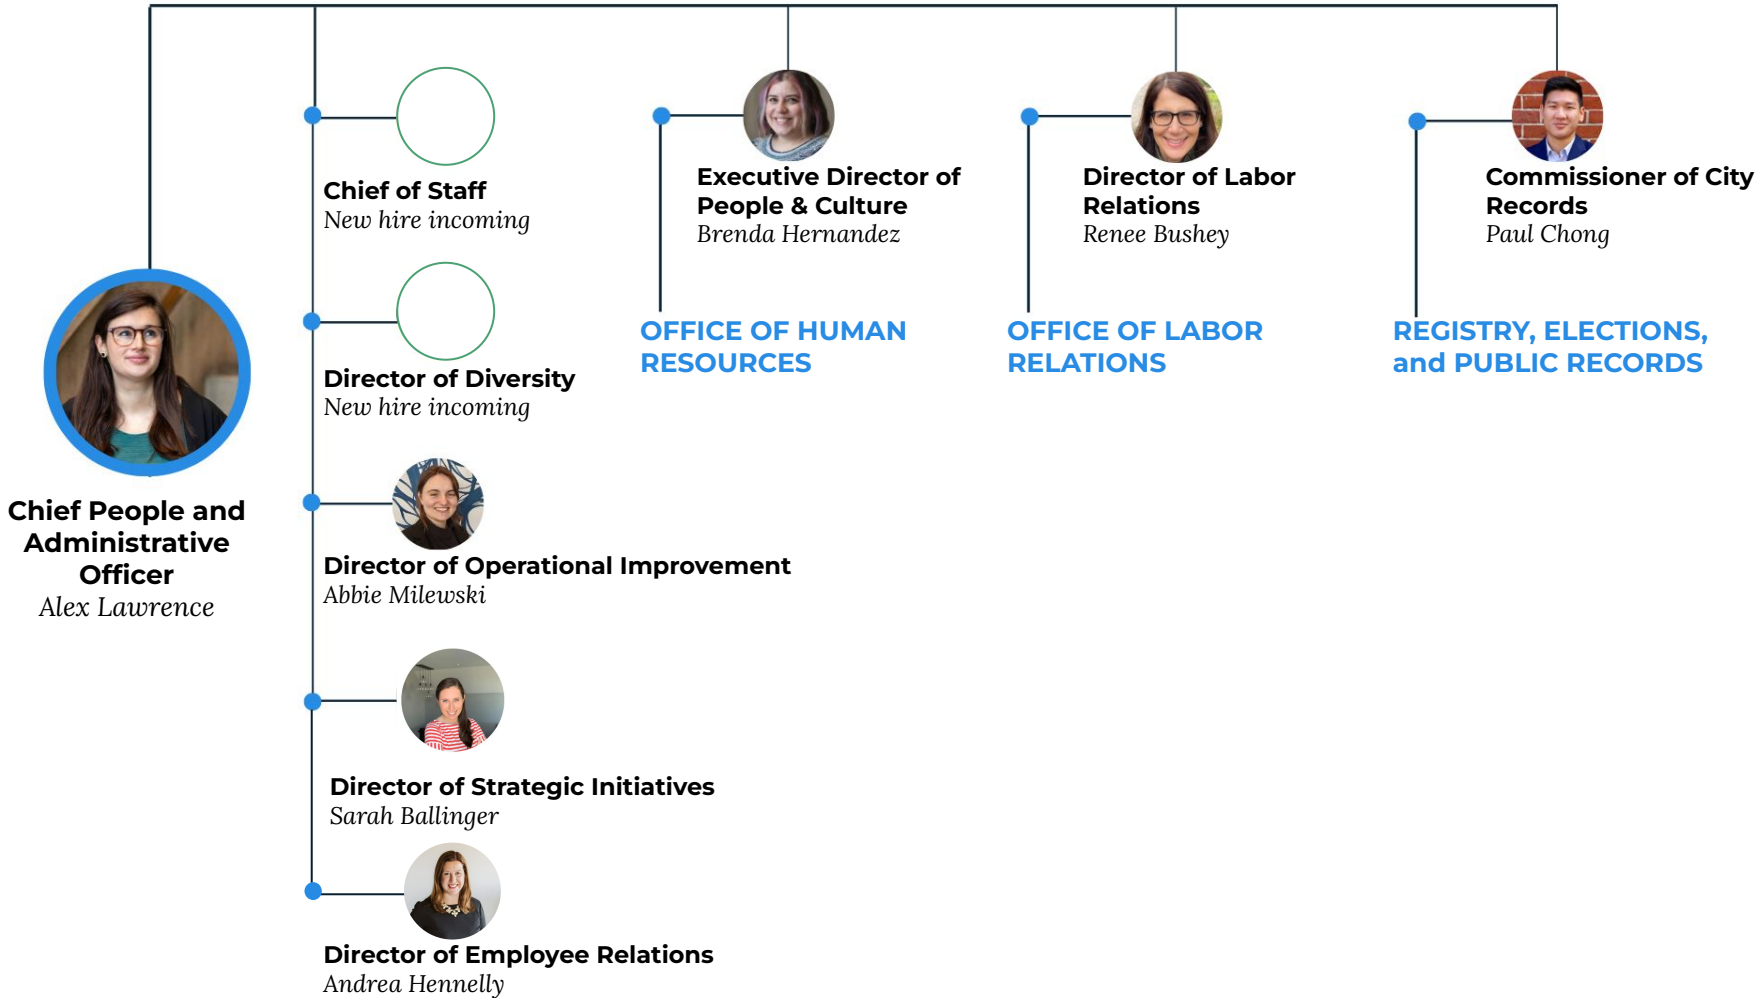 Chief People and
Administrative
Officer
Alex Lawrence
Chief of Staff
New hire incoming
Director of Diversity
New hire incoming
Director of Operational Improvement
Abbie Milewski
Director of Strategic Initiatives
Sarah Ballinger
Director of Employee Relations
Andrea Hennelly
Executive Director of
People & Culture
Brenda Hernandez
OFFICE OF HUMAN
RESOURCES
Director of Labor
Relations
Renee Bushey
OFFICE OF LABOR
RELATIONS
Commissioner of City
Records
Paul Chong
REGISTRY, ELECTIONS,
and PUBLIC RECORDS